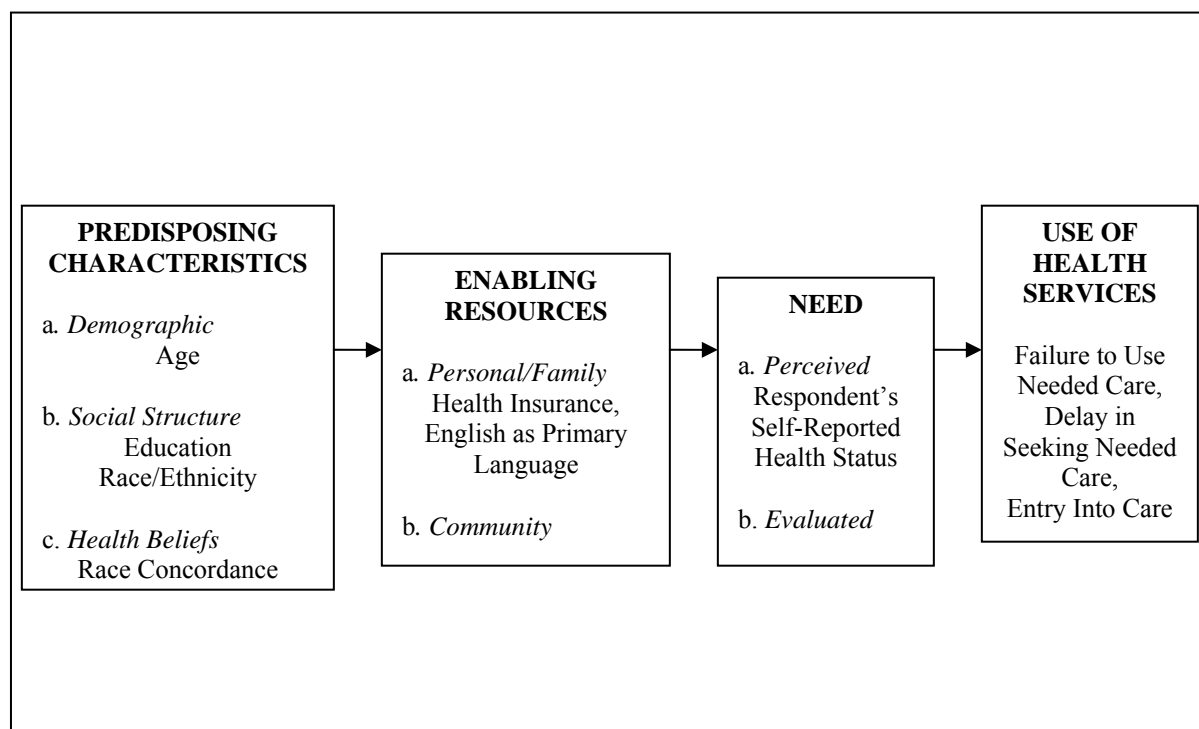 PREDISPOSING
CHARACTERISTICS
a. Demographic
Age
b. Social Structure
Education
Race/Ethnicity
c. Health Beliefs
Race Concordance
ENABLING
RESOURCES
a. Personal/Family
Health Insurance,
English as Primary
Language
b. Community
NEED
a. Perceived
Respondent’s
Self-Reported
Health Status
b. Evaluated
USE OF
HEALTH
SERVICES
Failure to Use
Needed Care,
Delay in
Seeking Needed
Care,
Entry Into Care